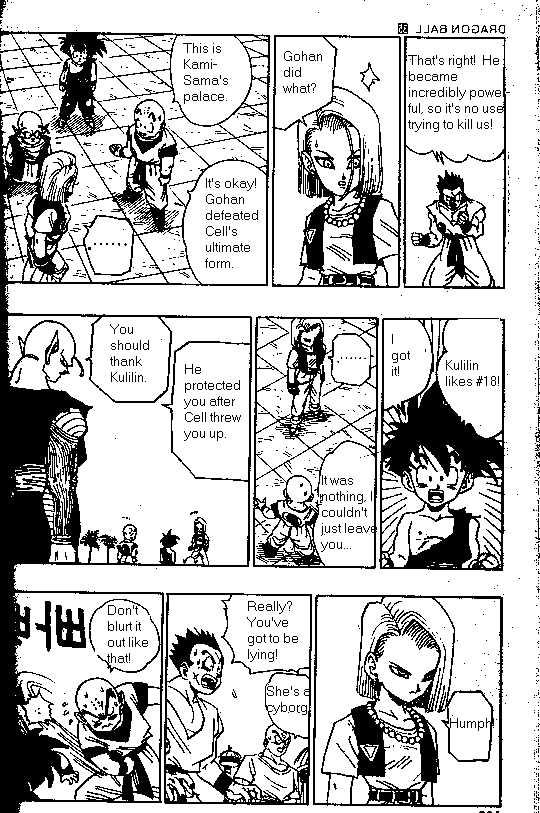 DRAGON BALL
This is
Kami-
Sama's
palace.
It's okay!
Gohan
defeated
Cell's
ultimate
form.
......
Gohan
did
what?
That's right! He
became
incredibly powe
ful, so it's no use
trying to kill us!
You
should
thank
Kulilin.
He
protected
you after
Cell threw
you up.
.......
It was
nothing, I
couldn't
just leave
you...
I
got
it!
Kulilin
likes #18!
Don't
blurt it
out like
that!
Really?
You've
got to be
lying!
She's a
cyborg
Humph!